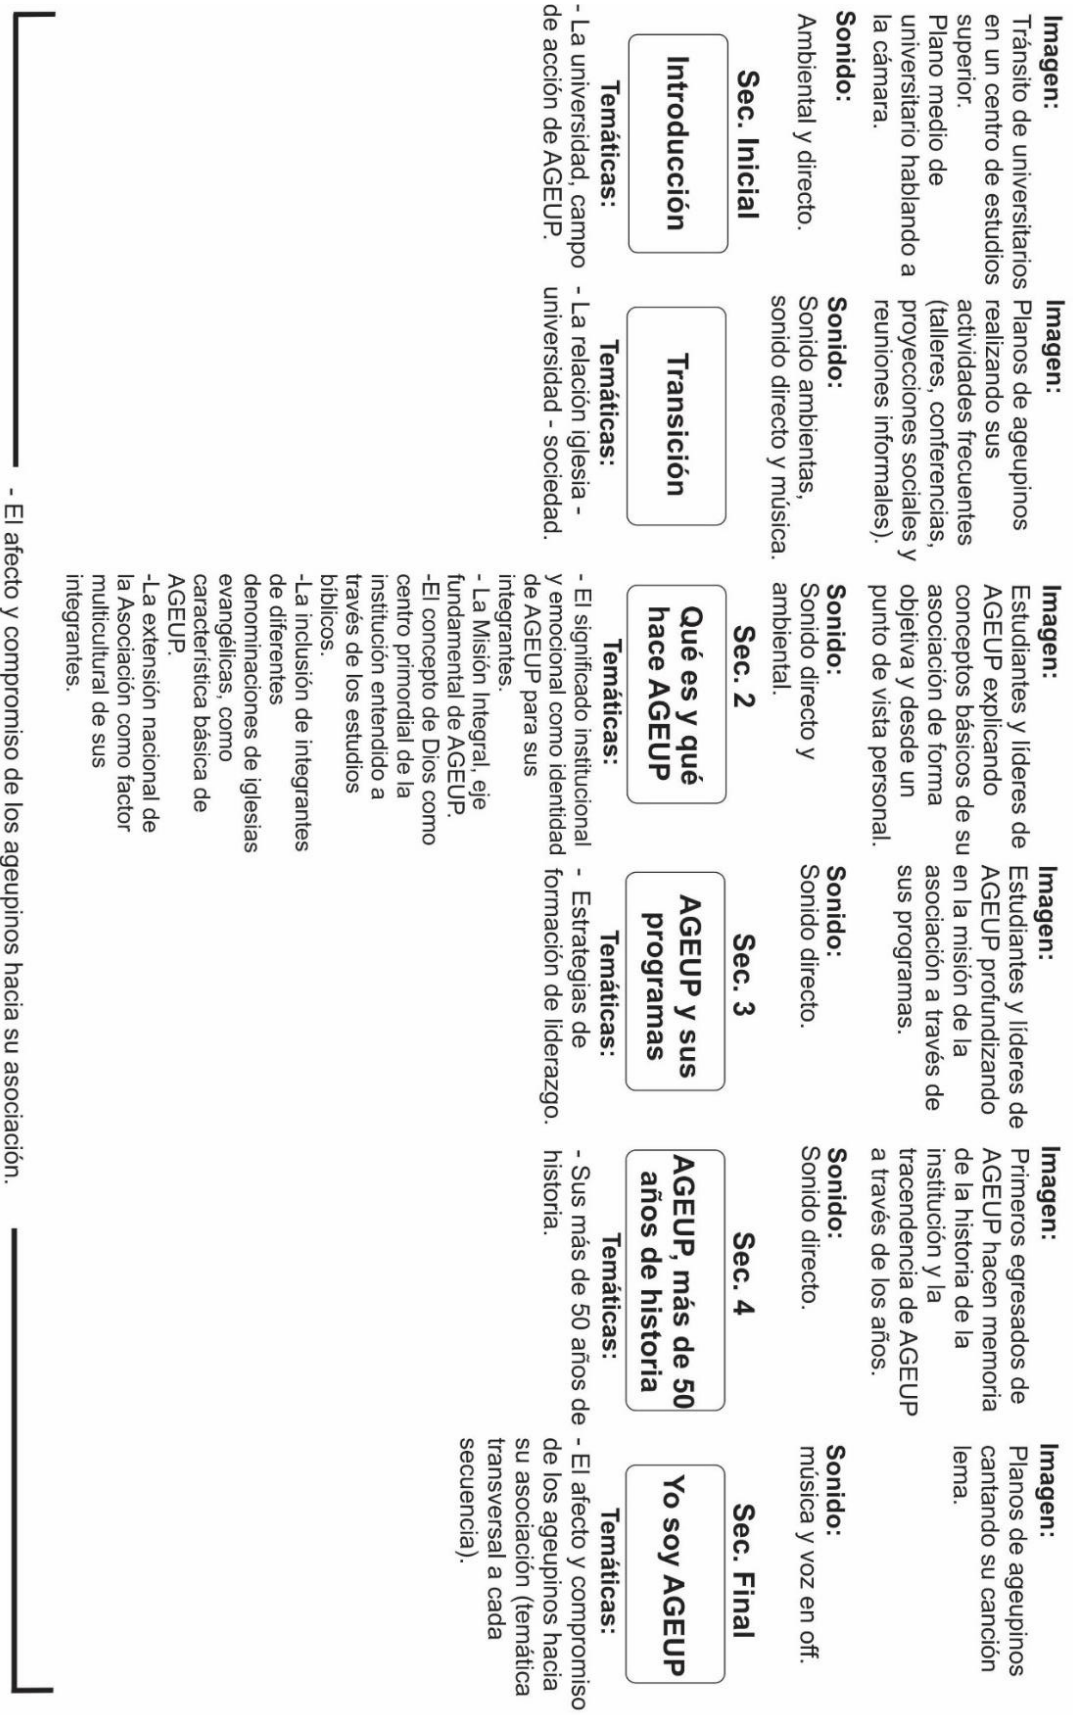 Imagen:
Tránsito de universitarios
en un centro de estudios
superior.
Plano medio de
universitario hablando a
la cámara.
Sonido:
Ambiental y directo.
Sec. Inicial
Introducción
Temáticas:
- La universidad, campo
de acción de AGEUP.
Imagen:
Planos de ageupinos
realizando sus
actividades frecuentes
(talleres, conferencias,
proyecciones sociales y
reuniones informales).
Sonido:
Sonido ambientas,
sonido directo y música.
Transición
Temáticas:
- La relación iglesia -
universidad - sociedad.
Imagen:
Estudiantes y líderes de
AGEUP explicando
conceptos básicos de su
asociación de forma
objetiva y desde un
punto de vista personal.
Sonido:
Sonido directo y
ambiental.
Sec. 2
Qué es y qué
hace AGEUP
Temáticas:
- El significado institucional
y emocional como identidad
de AGEUP para sus
integrantes.
- La Misión Integral, eje
fundamental de AGEUP.
-El concepto de Dios como
centro primordial de la
institución entendido a
través de los estudios
bíblicos.
-La inclusión de integrantes
de diferentes
denominaciones de iglesias
evangélicas, como
característica básica de
AGEUP.
-La extensión nacional de
la Asociación como factor
multicultural de sus
integrantes.
Imagen:
Estudiantes y líderes de
AGEUP profundizando
en la misión de la
asociación a través de
sus programas.
Sonido:
Sonido directo.
Sec. 3
AGEUP y sus
programas
Temáticas:
- Estrategias de
formación de liderazgo.
Imagen:
Primeros egresados de
AGEUP hacen memoria
de la historia de la
institución y la
tracendencia de AGEUP
a través de los años.
Sonido:
Sonido directo.
Sec. 4
AGEUP, más de 50
años de historia
Temáticas:
- Sus más de 50 años de
historia.
Imagen:
Planos de ageupinos
cantando su canción
lema.
Sonido:
música y voz en off.
Sec. Final
Yo soy AGEUP
Temáticas:
- El afecto y compromiso
de los ageupinos hacia
su asociación (temática
transversal a cada
secuencia).
- El afecto y compromiso de los ageupinos hacia su asociación.